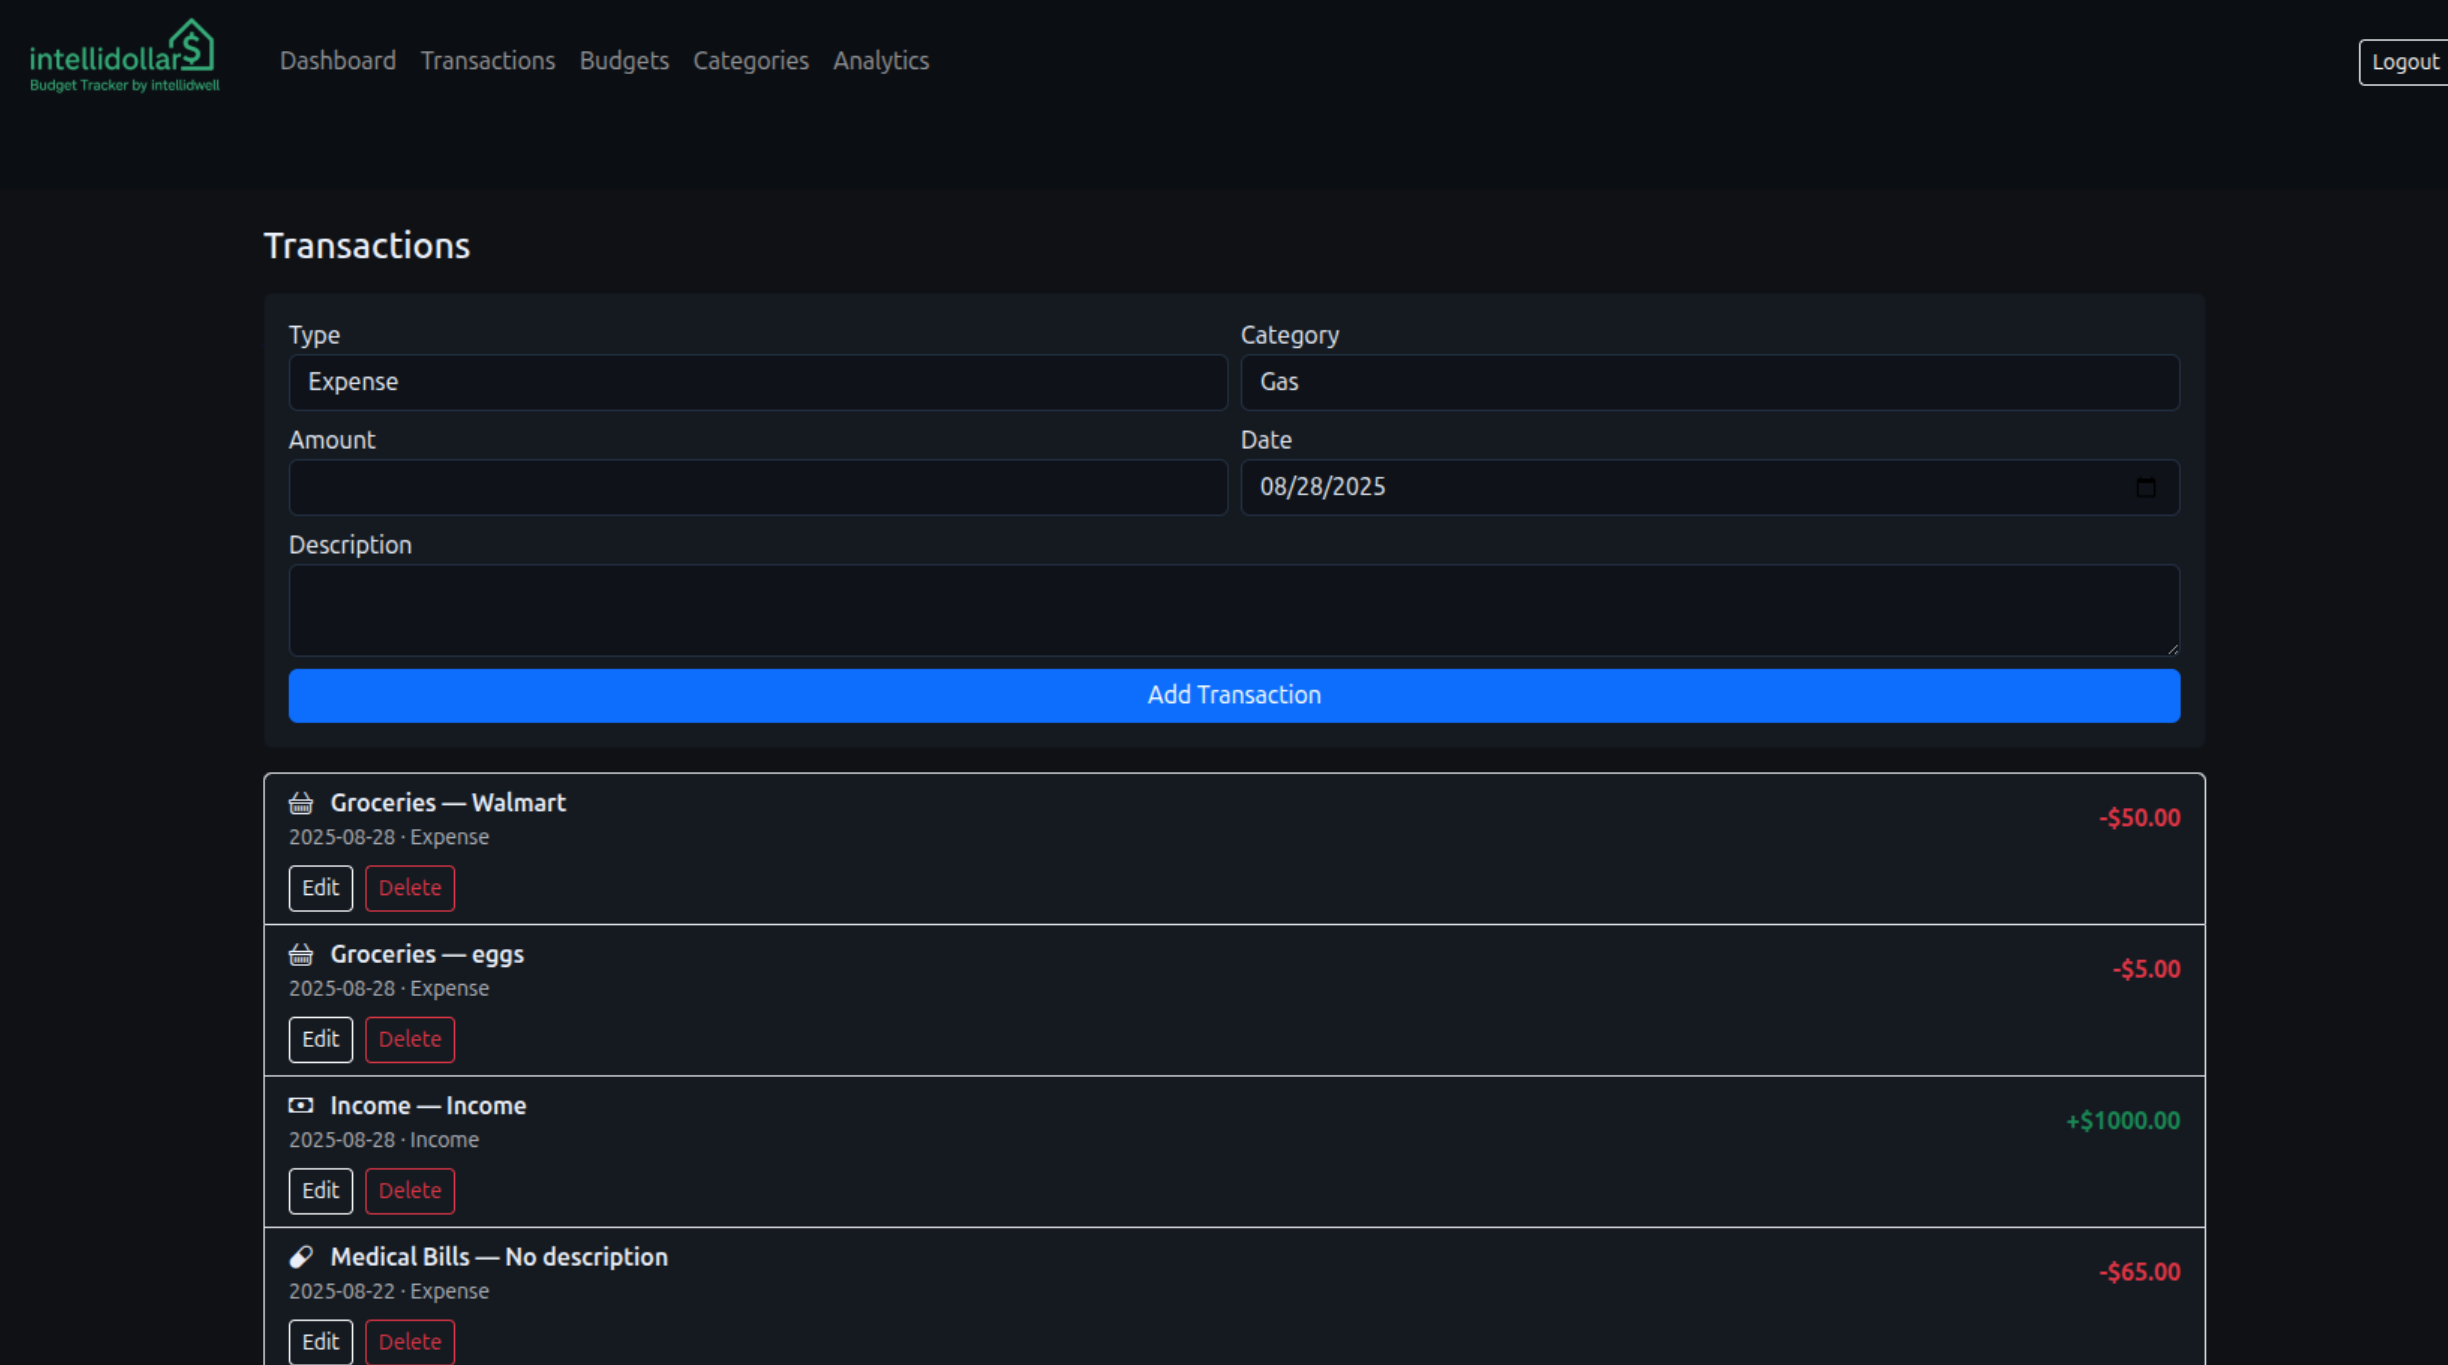 intellidollar$
Budget Tracker by intellidwell
Dashboard Transactions Budgets Categories Analytics
Logout
Transactions
Type
Category
Expense
Gas
Amount
Date
08/28/2025
Description
Add Transaction
Groceries — Walmart
-$50.00
2025-08-28 · Expense
Edit Delete
Groceries — eggs
-$5.00
2025-08-28 · Expense
Edit Delete
Income — Income
+$1000.00
2025-08-28 · Income
Edit Delete
Medical Bills — No description
-$65.00
2025-08-22 · Expense
Edit Delete